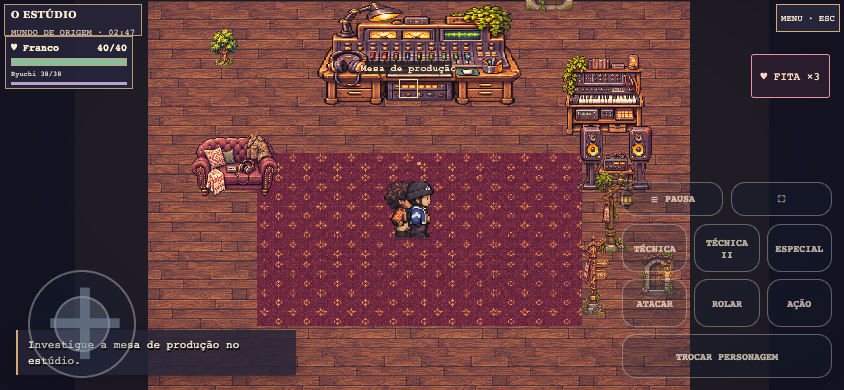 O ESTÚDIO
MUNDO DE ORIGEM · 02:47
♥ Franco 40/40
Ryuchi 38/38
MENU · ESC
♥ FITA ×3
Mesa de produção
≡ PAUSA
TÉCNICA
TÉCNICA
II
ESPECIAL
ATACAR
ROLAR
AÇÃO
TROCAR PERSONAGEM
Investigue a mesa de produção no
estúdio.